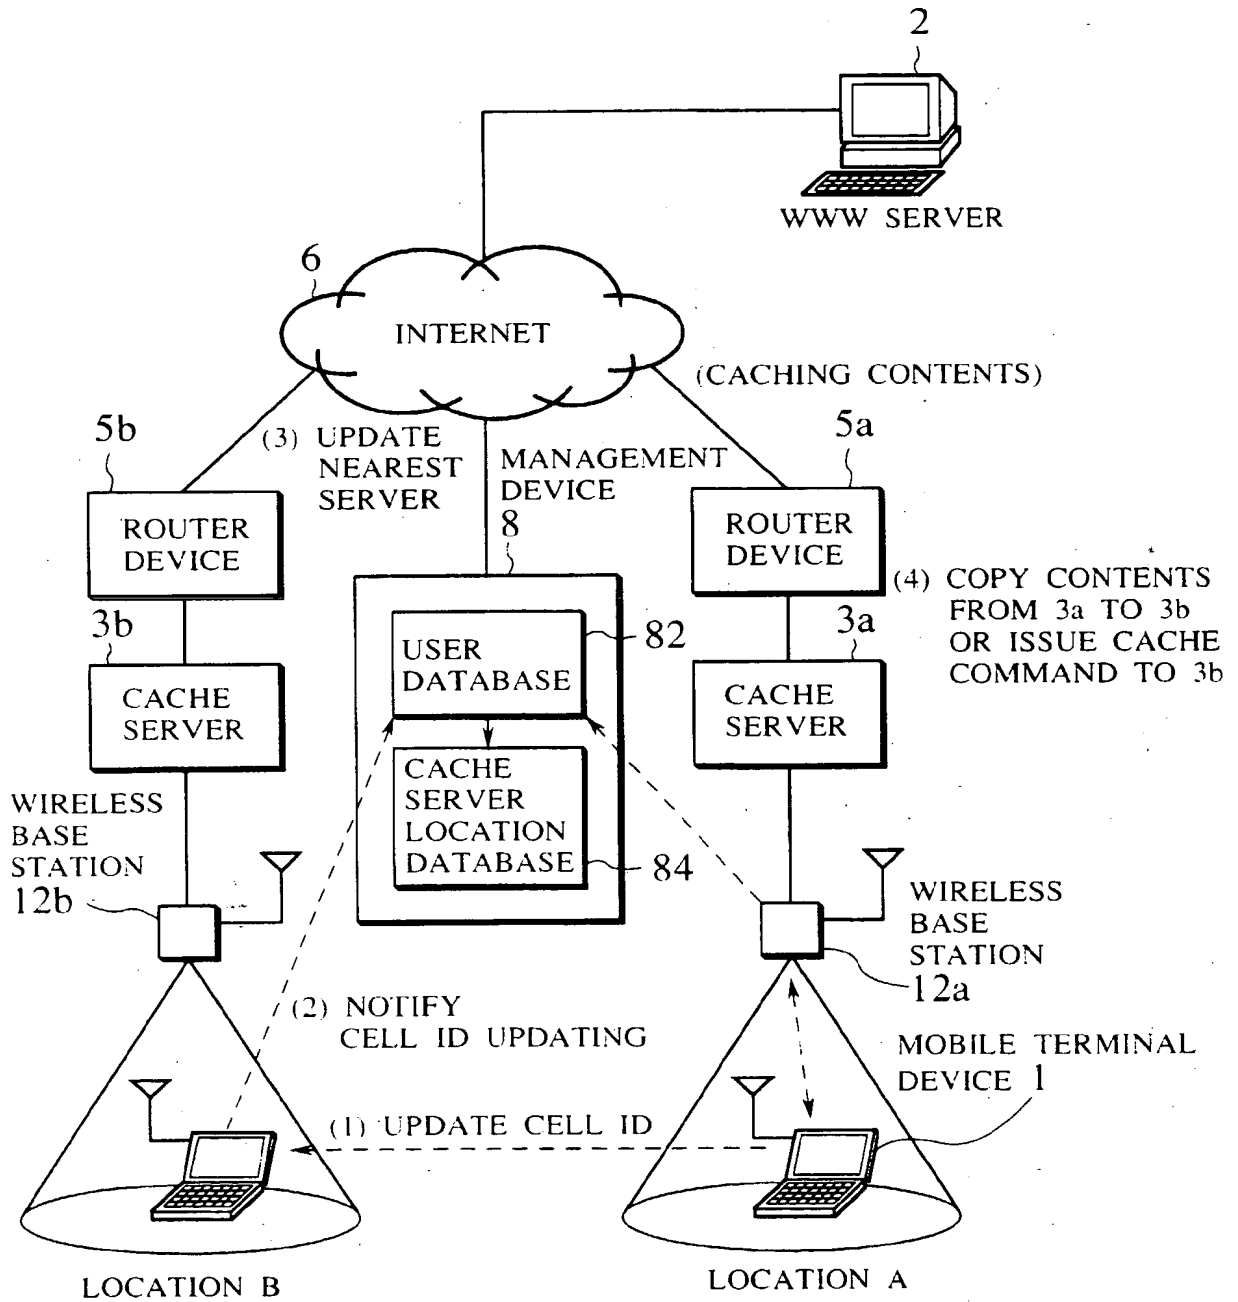 2
WWW SERVER
6
INTERNET
(CACHING CONTENTS)
5b
(3) UPDATE
NEAREST
SERVER
MANAGEMENT
DEVICE
8
5a
ROUTER
DEVICE
ROUTER
DEVICE
(4) COPY CONTENTS
FROM 3a TO 3b
OR ISSUE CACHE
COMMAND TO 3b
3b
USER
DATABASE
82
3a
CACHE
SERVER
CACHE
SERVER
CACHE
SERVER
LOCATION
DATABASE
84
WIRELESS
BASE
STATION
12b
WIRELESS
BASE
STATION
12a
(2) NOTIFY
CELL ID UPDATING
MOBILE TERMINAL
DEVICE 1
(1) UPDATE CELL ID
LOCATION B
LOCATION A